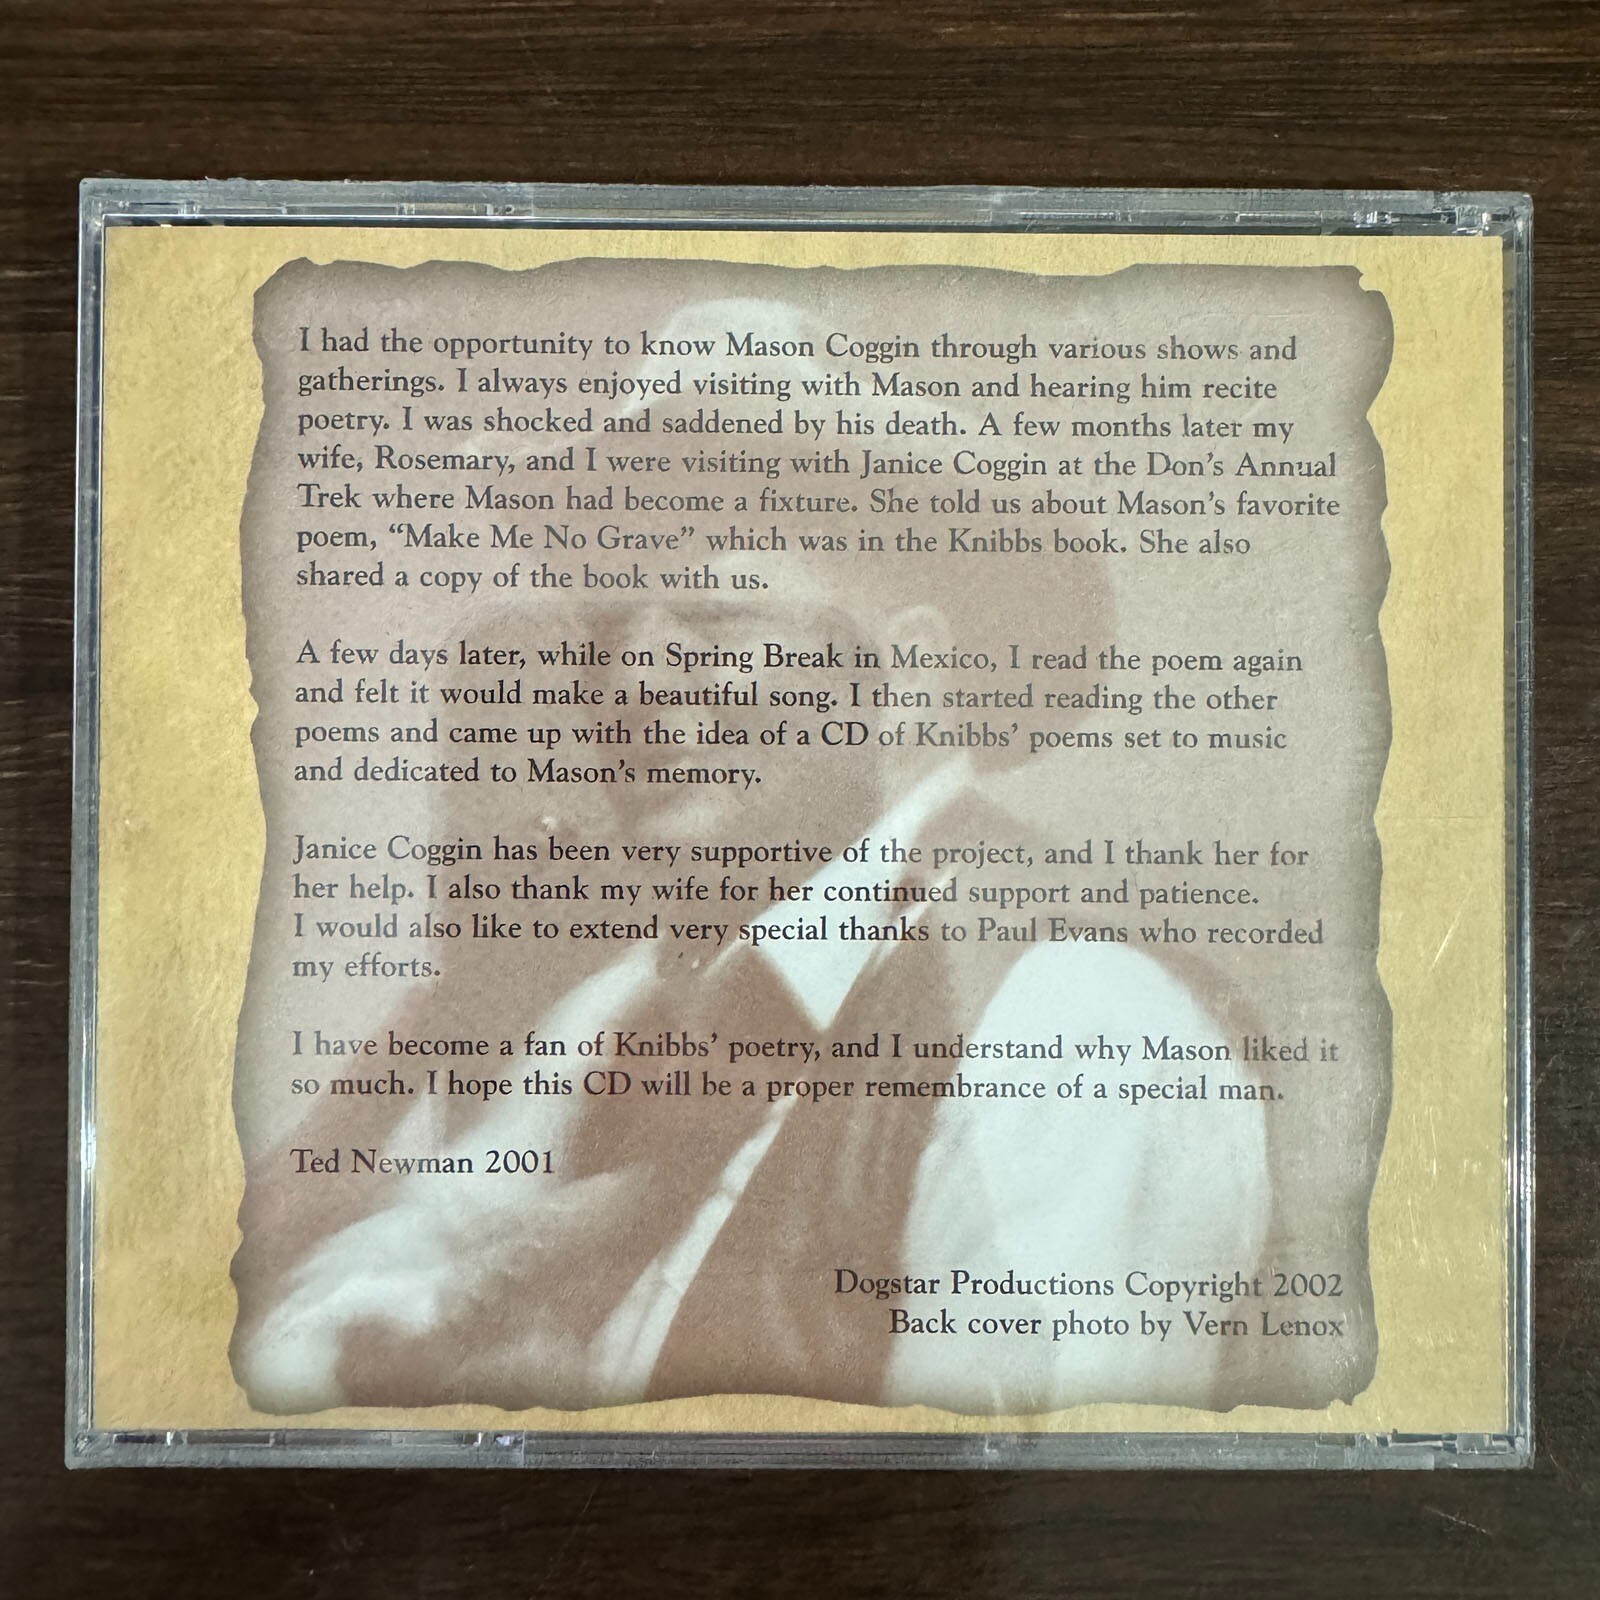 I had the opportunity to know Mason Coggin through various shows and
gatherings. I always enjoyed visiting with Mason and hearing him recite
poetry. I was shocked and saddened by his death. A few months later my
wife, Rosemary, and I were visiting with Janice Coggin at the Don's Annual
Trek where Mason had become a fixture. She told us about Mason's favorite
poem, "Make Me No Grave" which was in the Knibbs book. She also
shared a copy of the book with us.
A few days later, while on Spring Break in Mexico, I read the poem again
and felt it would make a beautiful song. I then started reading the other
poems and came up with the idea of a CD of Knibbs' poems set to music
and dedicated to Mason's memory.
Janice Coggin has been very supportive of the project, and I thank her for
her help. I also thank my wife for her continued support and patience.
I would also like to extend very special thanks to Paul Evans who recorded
my efforts.
I have become a fan of Knibbs' poetry, and I understand why Mason liked it
so much. I hope this CD will be a proper remembrance of a special man.
Ted Newman 2001
Dogstar Productions Copyright 2002
Back cover photo by Vern Lenox